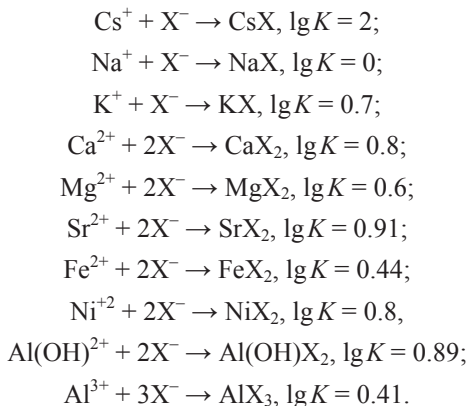 Cs⁺ + X⁻ → CsX, lg K = 2;
Na⁺ + X⁻ → NaX, lg K = 0;
K⁺ + X⁻ → KX, lg K = 0.7;
Ca²⁺ + 2X⁻ → CaX₂, lg K = 0.8;
Mg²⁺ + 2X⁻ → MgX₂, lg K = 0.6;
Sr²⁺ + 2X⁻ → SrX₂, lg K = 0.91;
Fe²⁺ + 2X⁻ → FeX₂, lg K = 0.44;
Ni⁺² + 2X⁻ → NiX₂, lg K = 0.8,
Al(OH)²⁺ + 2X⁻ → Al(OH)X₂, lg K = 0.89;
Al³⁺ + 3X⁻ → AlX₃, lg K = 0.41.